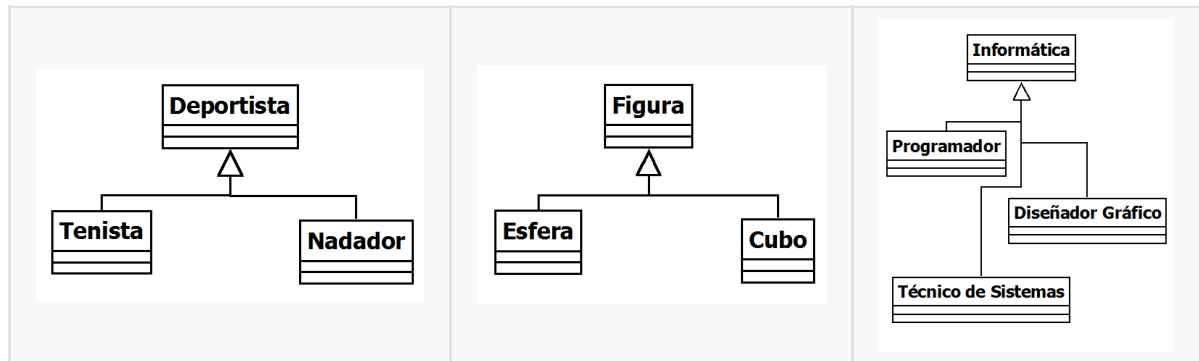 Deportista
Tenista
Nadador
Figura
Esfera
Cubo
Informática
Programador
Diseñador Gráfico
Técnico de Sistemas